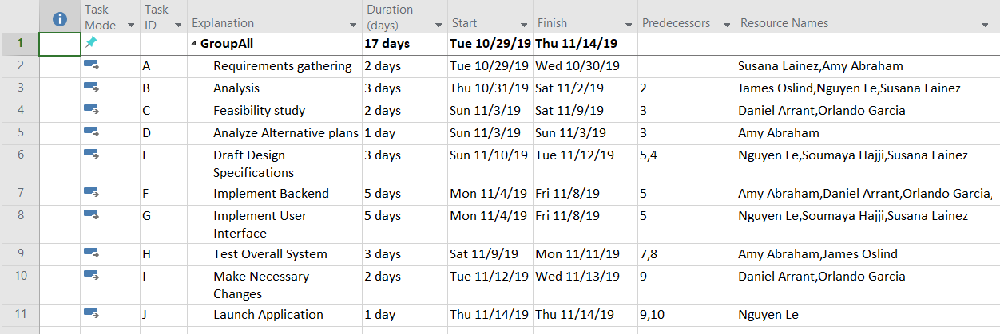 Task Mode Task ID Explanation Duration (days) Start Finish Predecessors Resource Names
1 GroupAll 17 days Tue 10/29/19 Thu 11/14/19
2 A Requirements gathering 2 days Tue 10/29/19 Wed 10/30/19 Susana Lainez,Amy Abraham
3 B Analysis 3 days Thu 10/31/19 Sat 11/2/19 2 James Oslind,Nguyen Le,Susana Lainez
4 C Feasibility study 2 days Sun 11/3/19 Sat 11/9/19 3 Daniel Arrant,Orlando Garcia
5 D Analyze Alternative plans 1 day Sun 11/3/19 Sun 11/3/19 3 Amy Abraham
6 E Draft Design Specifications 3 days Sun 11/10/19 Tue 11/12/19 5,4 Nguyen Le,Soumaya Hajji,Susana Lainez
7 F Implement Backend 5 days Mon 11/4/19 Fri 11/8/19 5 Amy Abraham,Daniel Arrant,Orlando Garcia,
8 G Implement User Interface 5 days Mon 11/4/19 Fri 11/8/19 5 Nguyen Le,Soumaya Hajji,Susana Lainez
9 H Test Overall System 3 days Sat 11/9/19 Mon 11/11/19 7,8 Amy Abraham,James Oslind
10 I Make Necessary Changes 2 days Tue 11/12/19 Wed 11/13/19 9 Daniel Arrant,Orlando Garcia
11 J Launch Application 1 day Thu 11/14/19 Thu 11/14/19 9,10 Nguyen Le